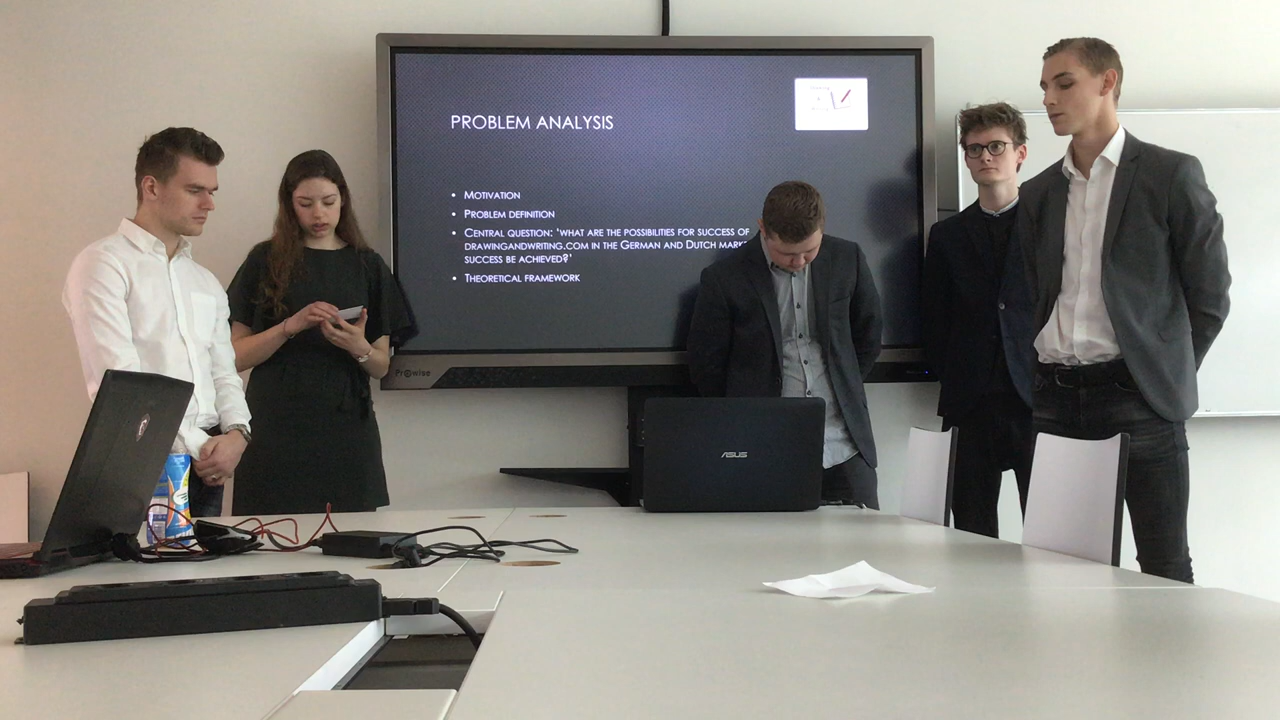 PROBLEM ANALYSIS
• MOTIVATION
• PROBLEM DEFINITION
• CENTRAL QUESTION: 'WHAT ARE THE POSSIBILITIES FOR SUCCESS OF
DRAWINGANDWRITING.COM IN THE GERMAN AND DUTCH
SUCCESS BE ACHIEVED?'
• THEORETICAL FRAMEWORK
Prowise
ASUS